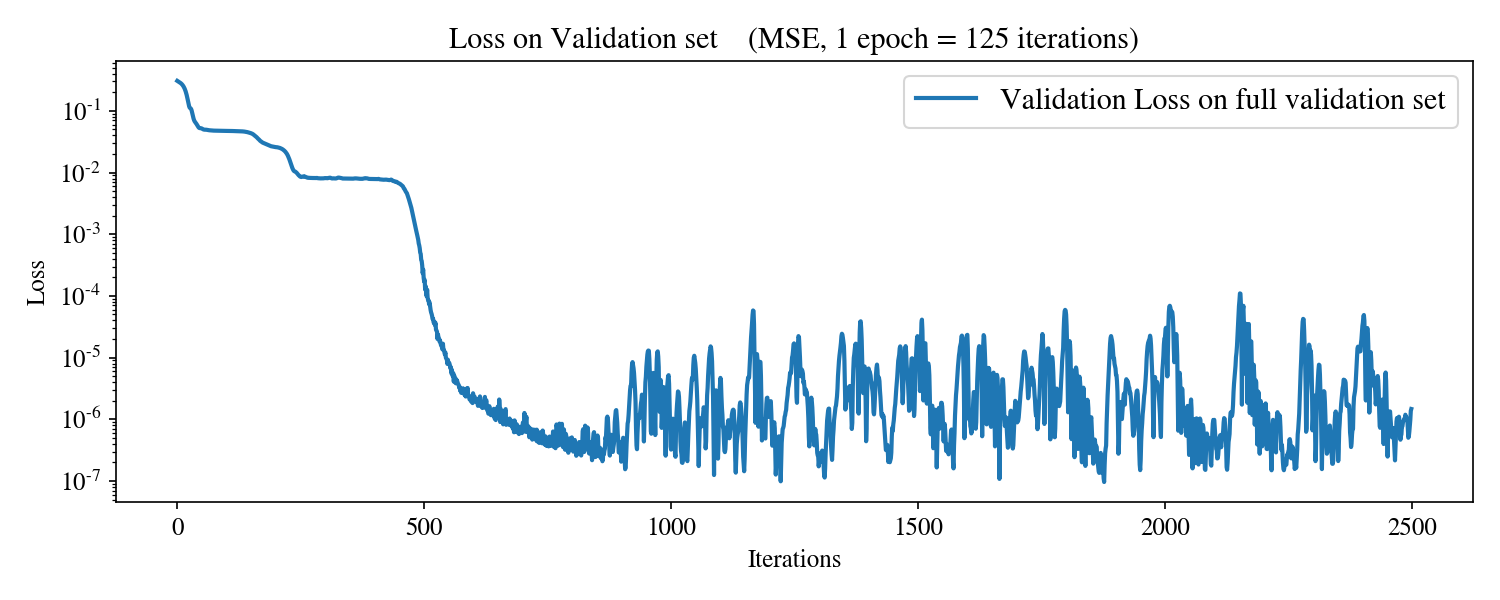 Loss on Validation set    (MSE, 1 epoch = 125 iterations)
Validation Loss on full validation set
10^-1
10^-2
10^-3
10^-4
10^-5
10^-6
10^-7
Loss
0 500 1000 1500 2000 2500
Iterations